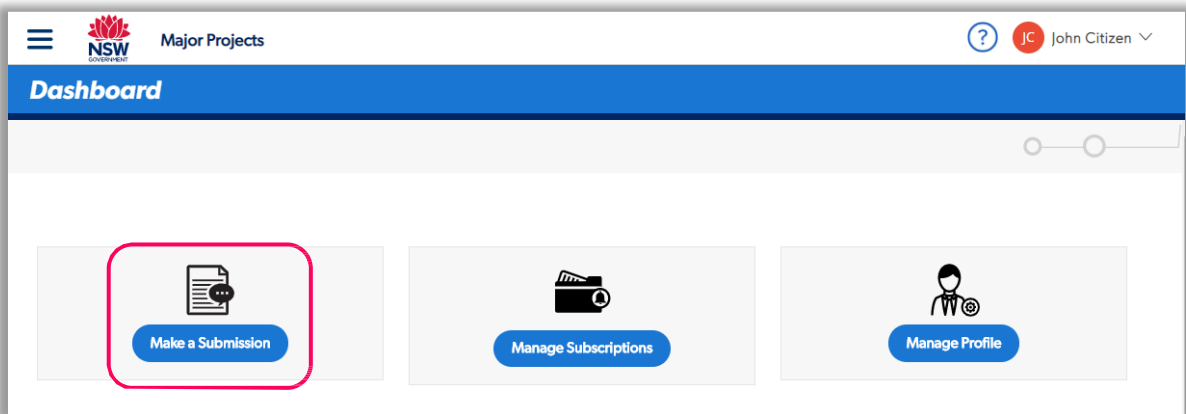 NSW
GOVERNMENT
Major Projects
?
JC
John Citizen
Dashboard
Make a Submission
Manage Subscriptions
Manage Profile